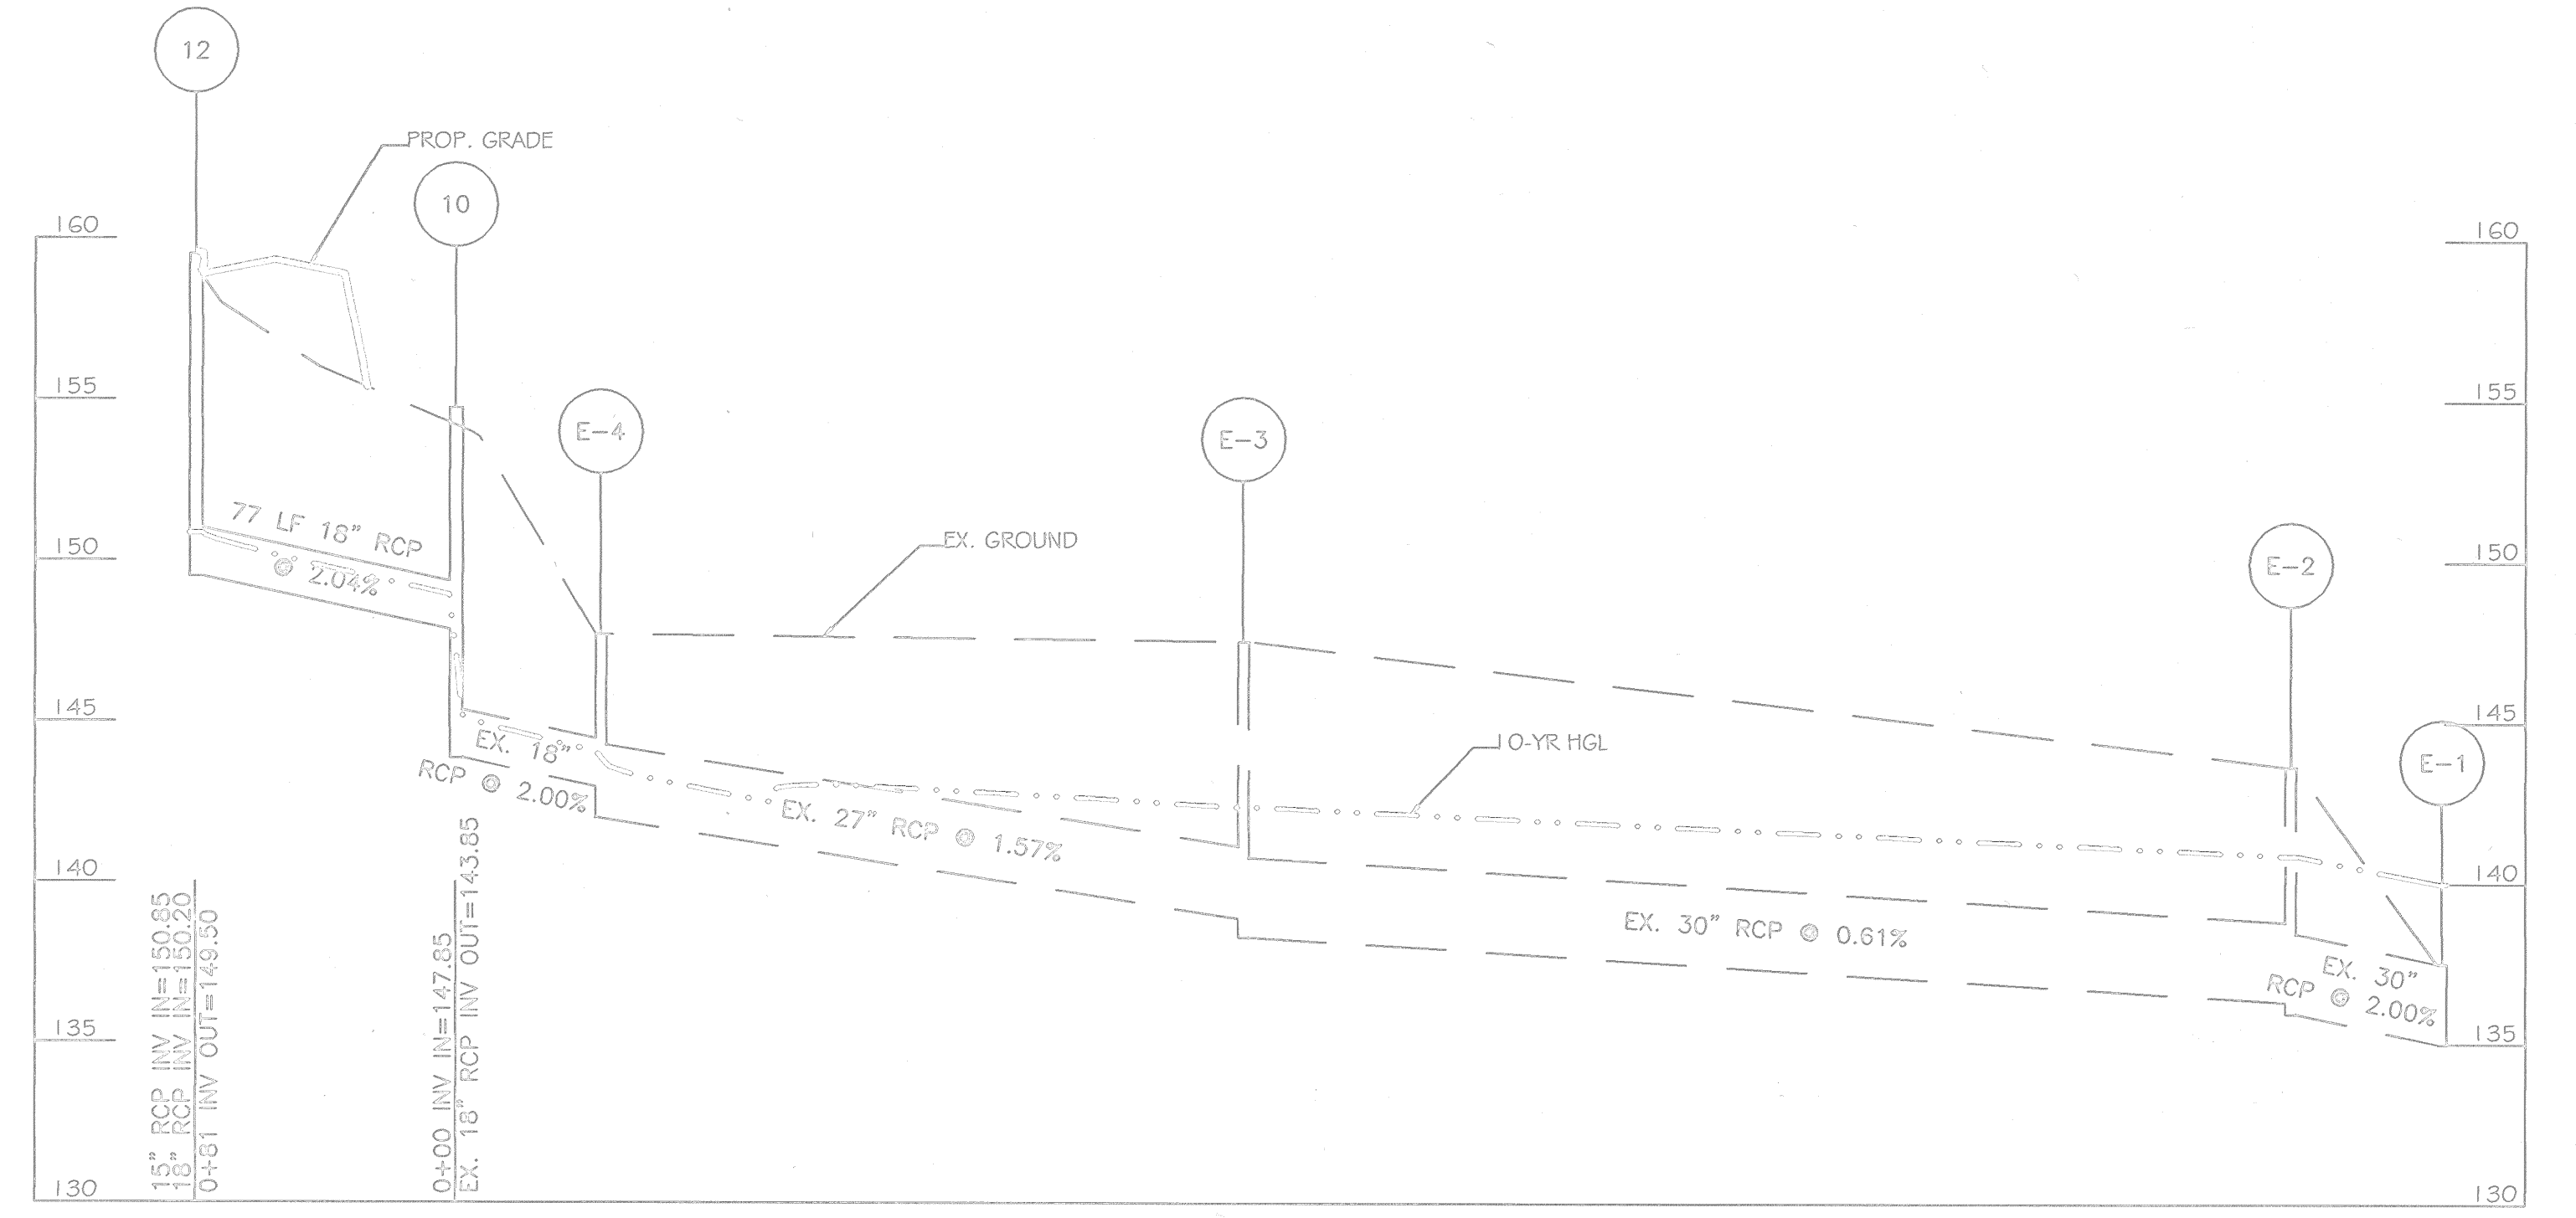 12
PROP. GRADE
10
160
160
155
155
E-4
E-3
77 LF 18" RCP
@ 2.04%
150
EX. GROUND
E-2
150
145
145
EX. 18"
RCP @ 2.00%
10-YR HGL
E-1
EX. 27" RCP @ 1.57%
140
140
EX. 30" RCP @ 0.61%
EX. 30"
RCP @ 2.00%
135
135
15" RCP INV IN=150.85
18" RCP INV IN=150.20
0+81 INV OUT=149.50
0+00 INV IN=147.85
EX. 18" RCP INV OUT=143.85
130
130